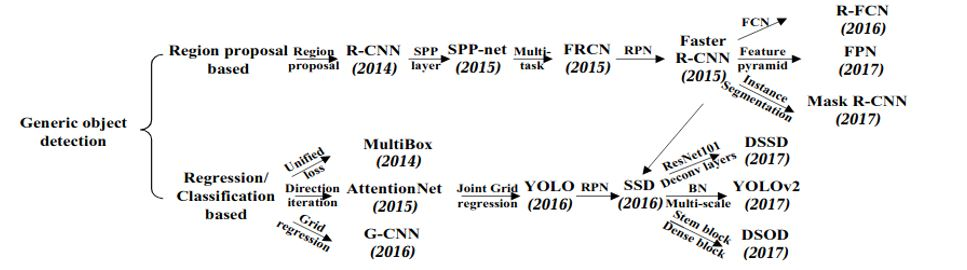 Generic object
detection
Region proposal
based
Region
proposal
R-CNN
(2014)
SPP
layer
SPP-net
(2015)
Multi-
task
FRCN
(2015)
RPN
Faster
R-CNN
(2015)
FCN
R-FCN
(2016)
Feature
pyramid
FPN
(2017)
Instance
Segmentation
Mask R-CNN
(2017)
Regression/
Classification
based
Unified
loss
MultiBox
(2014)
Direction
iteration
AttentionNet
(2015)
Grid
regression
G-CNN
(2016)
Joint Grid
regression
YOLO
(2016)
RPN
SSD
(2016)
ResNet101
Deconv layers
DSSD
(2017)
BN
Multi-scale
YOLOv2
(2017)
Stem block
Dense block
DSOD
(2017)